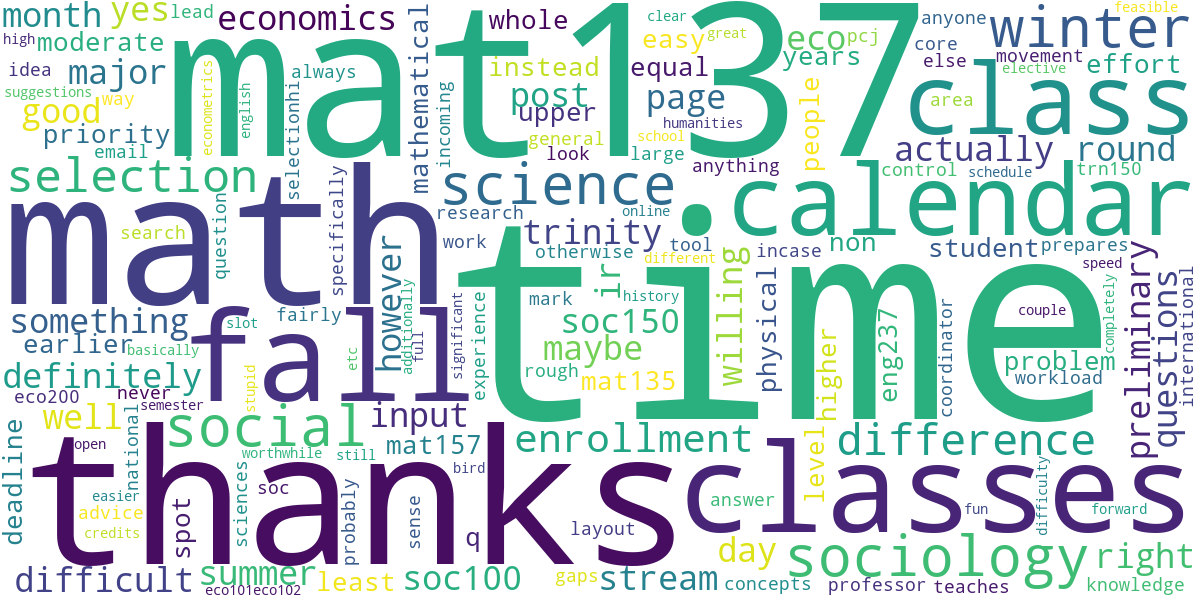 month
yes
lead
economics
mathematical
whole
clear
easy
great
eco
pcj
years
anyone
winter
feasible
high
moderate
mat137
core
else
movement
elective
effort
idea
major
always
instead
equal
class
suggestions
good
way
econometrics
english
post
upper
page
people
area
priority
humanities
email
selectionhi
incoming
general
school
look
large
anything
actually
round
control
schedule
trn150
selection
specifically
science
calendar
math
question
search
research
online
work
trinity
otherwise
tool
different
incase
non
student
prepares
speed
ir
history
willing
physical
mark
time
something
fairly
however
additionally
full
significant
experience
soc150
couple
completely
preliminary
questions
international
earlier
basically
slot
fall
etc
maybe
rough
mat135
higher
eng237
coordinator
problem
workload
definitely
eco200
never
semester
stupid
well
input
social
mat157
enrollment
difference
deadline
open
national
worthwhile
still
bird
level
classes
difficulty
easier
advice
credits
spot
sciences
soc
probably
sense
thanks
q
layout
answer
fun
forward
difficult
summer
eco101eco102
least
soc100
gaps
stream
day
concepts
sociology
professor
teaches
right
knowledge